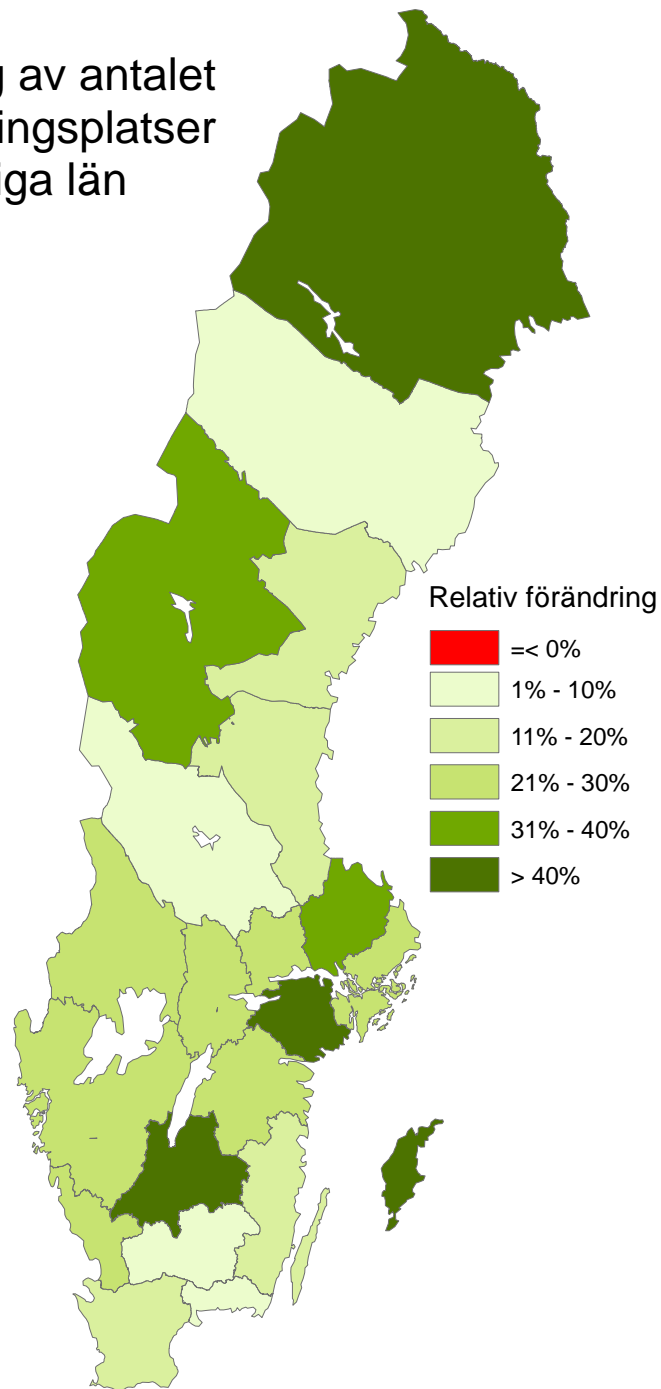 av antalet
ingsplatser
iga län
Relativ förändring
=< 0%
1% - 10%
11% - 20%
21% - 30%
31% - 40%
> 40%